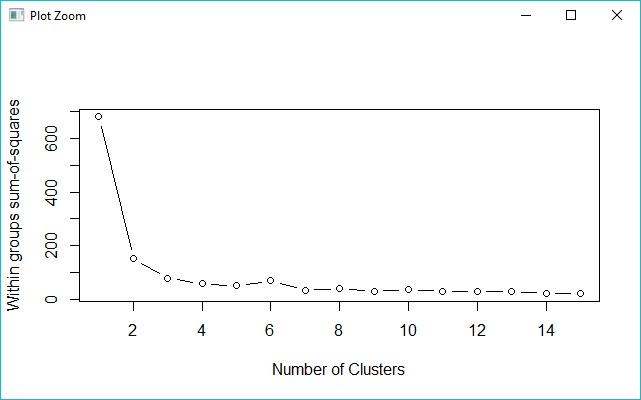 Plot Zoom
Within groups sum-of-squares
600
400
200
0
2 4 6 8 10 12 14
Number of Clusters